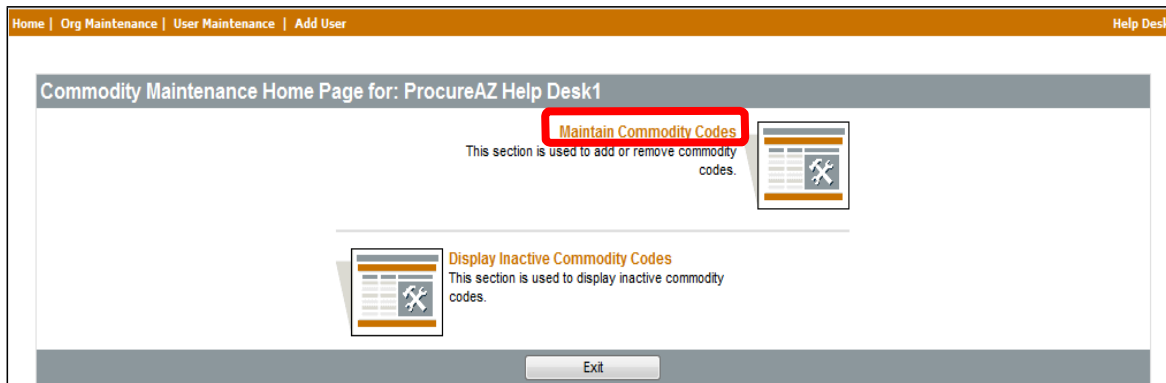 Home | Org Maintenance | User Maintenance | Add User Help Desk
Commodity Maintenance Home Page for: ProcureAZ Help Desk1
Maintain Commodity Codes
This section is used to add or remove commodity
codes.
Display Inactive Commodity Codes
This section is used to display inactive commodity
codes.
Exit